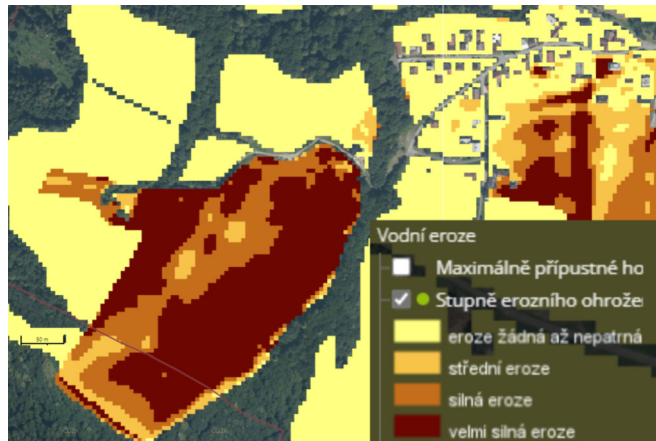 Vodní eroze
Maximálně přípustné ho
Stupně erozního ohrožer
eroze žádná až nepatrná
střední eroze
silná eroze
velmi silná eroze
50 m